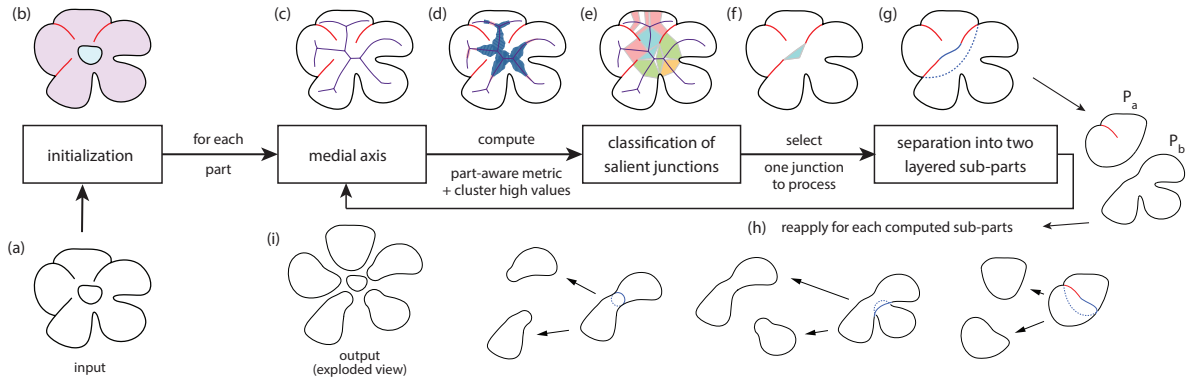 (b)
(c)
(d)
(e)
(f)
(g)
P_a
P_b
initialization
for each
part
medial axis
compute
part-aware metric
+ cluster high values
classification of
salient junctions
select
one junction
to process
separation into two
layered sub-parts
(h)
reapply for each computed sub-parts
(a)
input
(i)
output
(exploded view)